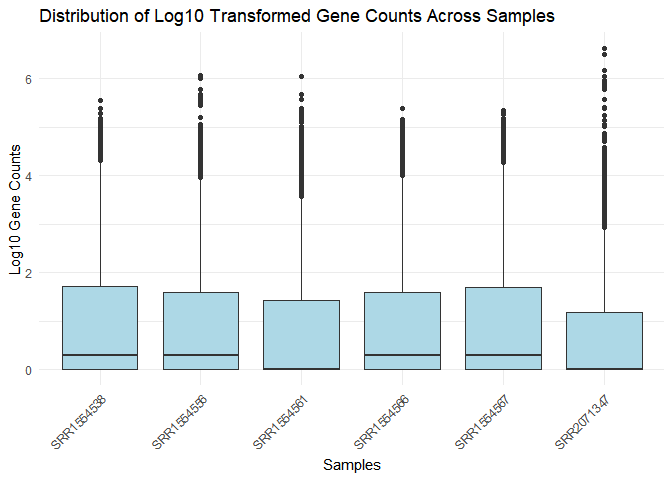 Distribution of Log10 Transformed Gene Counts Across Samples
Log10 Gene Counts
6
4
2
0
SRR1554538
SRR1554556
SRR1554561
SRR1554566
SRR1554567
SRR2071347
Samples